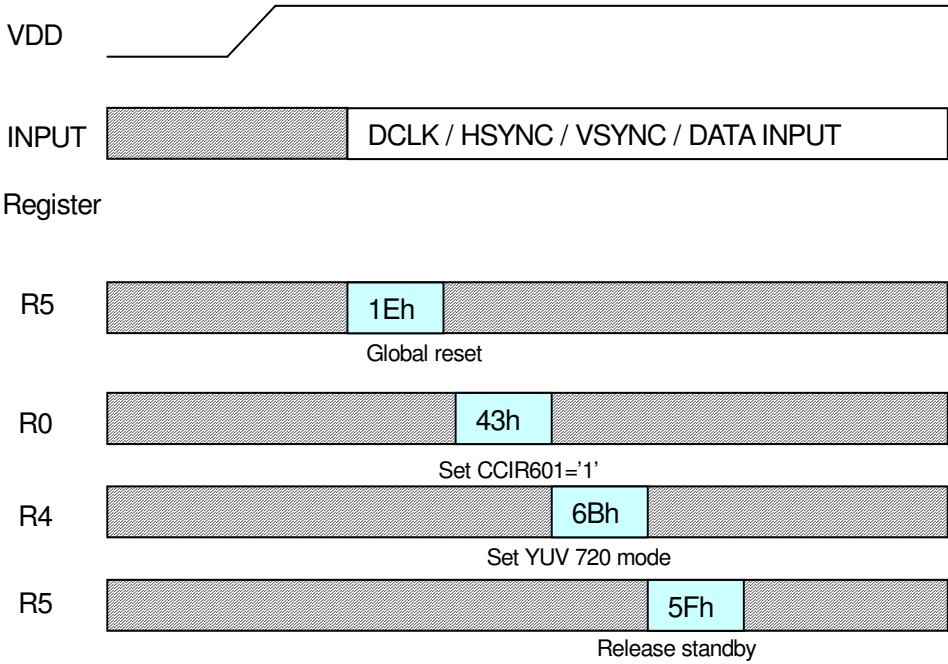 VDD
INPUT DCLK / HSYNC / VSYNC / DATA INPUT
Register
R5 1Eh
Global reset
R0 43h
Set CCIR601='1'
R4 6Bh
Set YUV 720 mode
R5 5Fh
Release standby